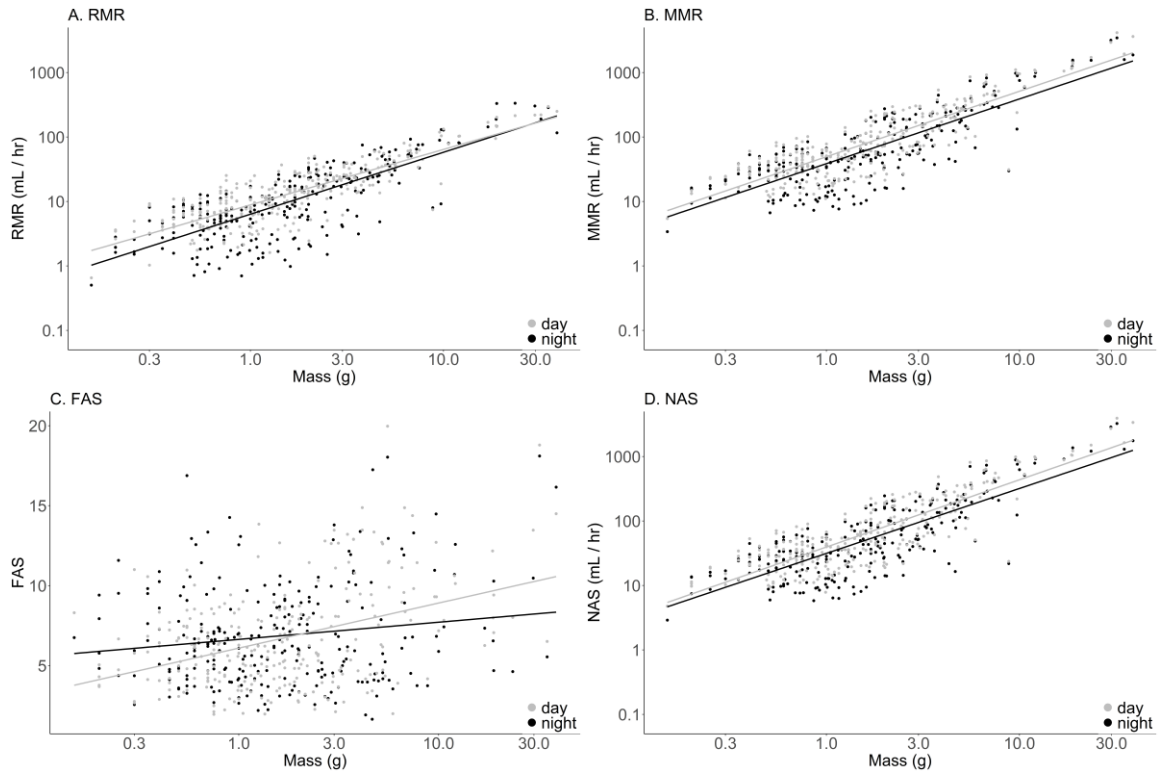 A. RMR
RMR (mL / hr)
1000
100
10
1
0.1
0.3
1.0
3.0
10.0
30.0
Mass (g)
day
night
B. MMR
MMR (mL / hr)
1000
100
10
1
0.1
0.3
1.0
3.0
10.0
30.0
Mass (g)
day
night
C. FAS
FAS
20
15
10
5
0.3
1.0
3.0
10.0
30.0
Mass (g)
day
night
D. NAS
NAS (mL / hr)
1000
100
10
1
0.1
0.3
1.0
3.0
10.0
30.0
Mass (g)
day
night